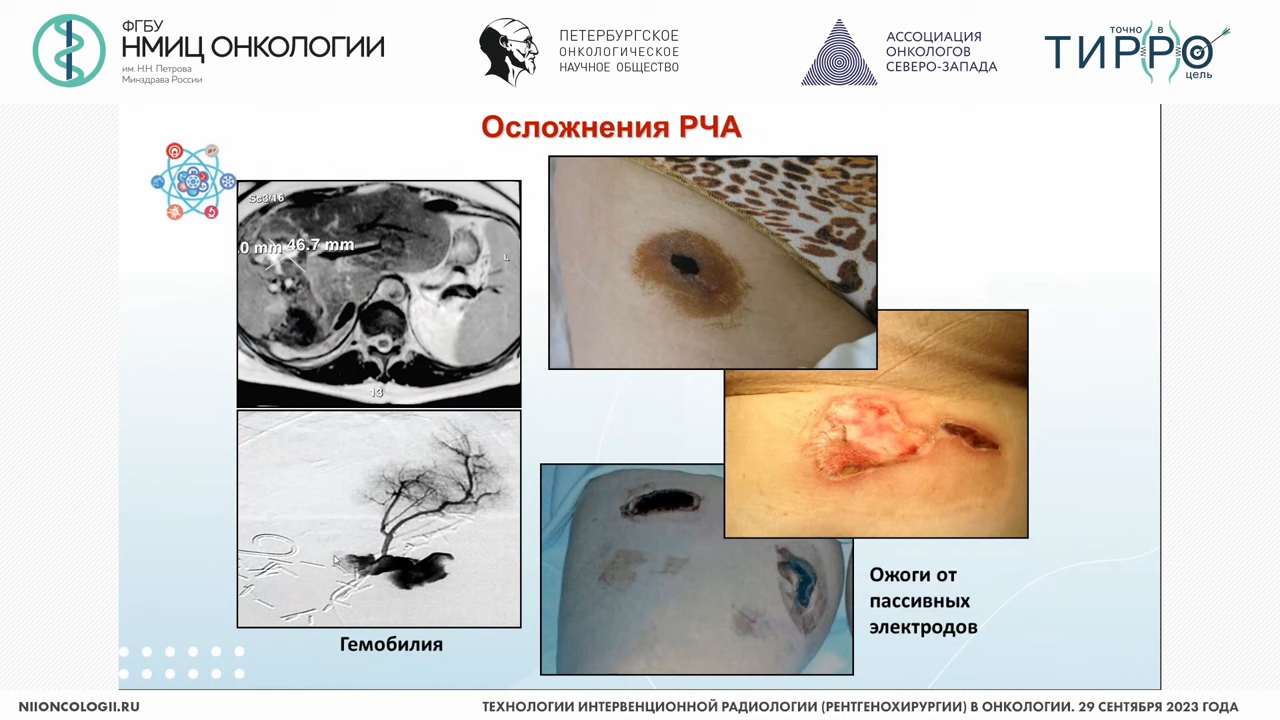 ФГБУ
НМИЦ ОНКОЛОГИИ
им. Н.Н. Петрова
Минздрава России
ПЕТЕРБУРГСКОЕ
ОНКОЛОГИЧЕСКОЕ
НАУЧНОЕ ОБЩЕСТВО
АССОЦИАЦИЯ
ОНКОЛОГОВ
СЕВЕРО-ЗАПАДА
ТОЧНО В
ТИРРО
цель
Осложнения РЧА
Sc3/16
.0 mm 46.7 mm
L
13
Гемобилия
Ожоги от
пассивных
электродов
NIIONCOLOGII.RU
ТЕХНОЛОГИИ ИНТЕРВЕНЦИОННОЙ РАДИОЛОГИИ (РЕНТГЕНОХИРУРГИИ) В ОНКОЛОГИИ. 29 СЕНТЯБРЯ 2023 ГОДА